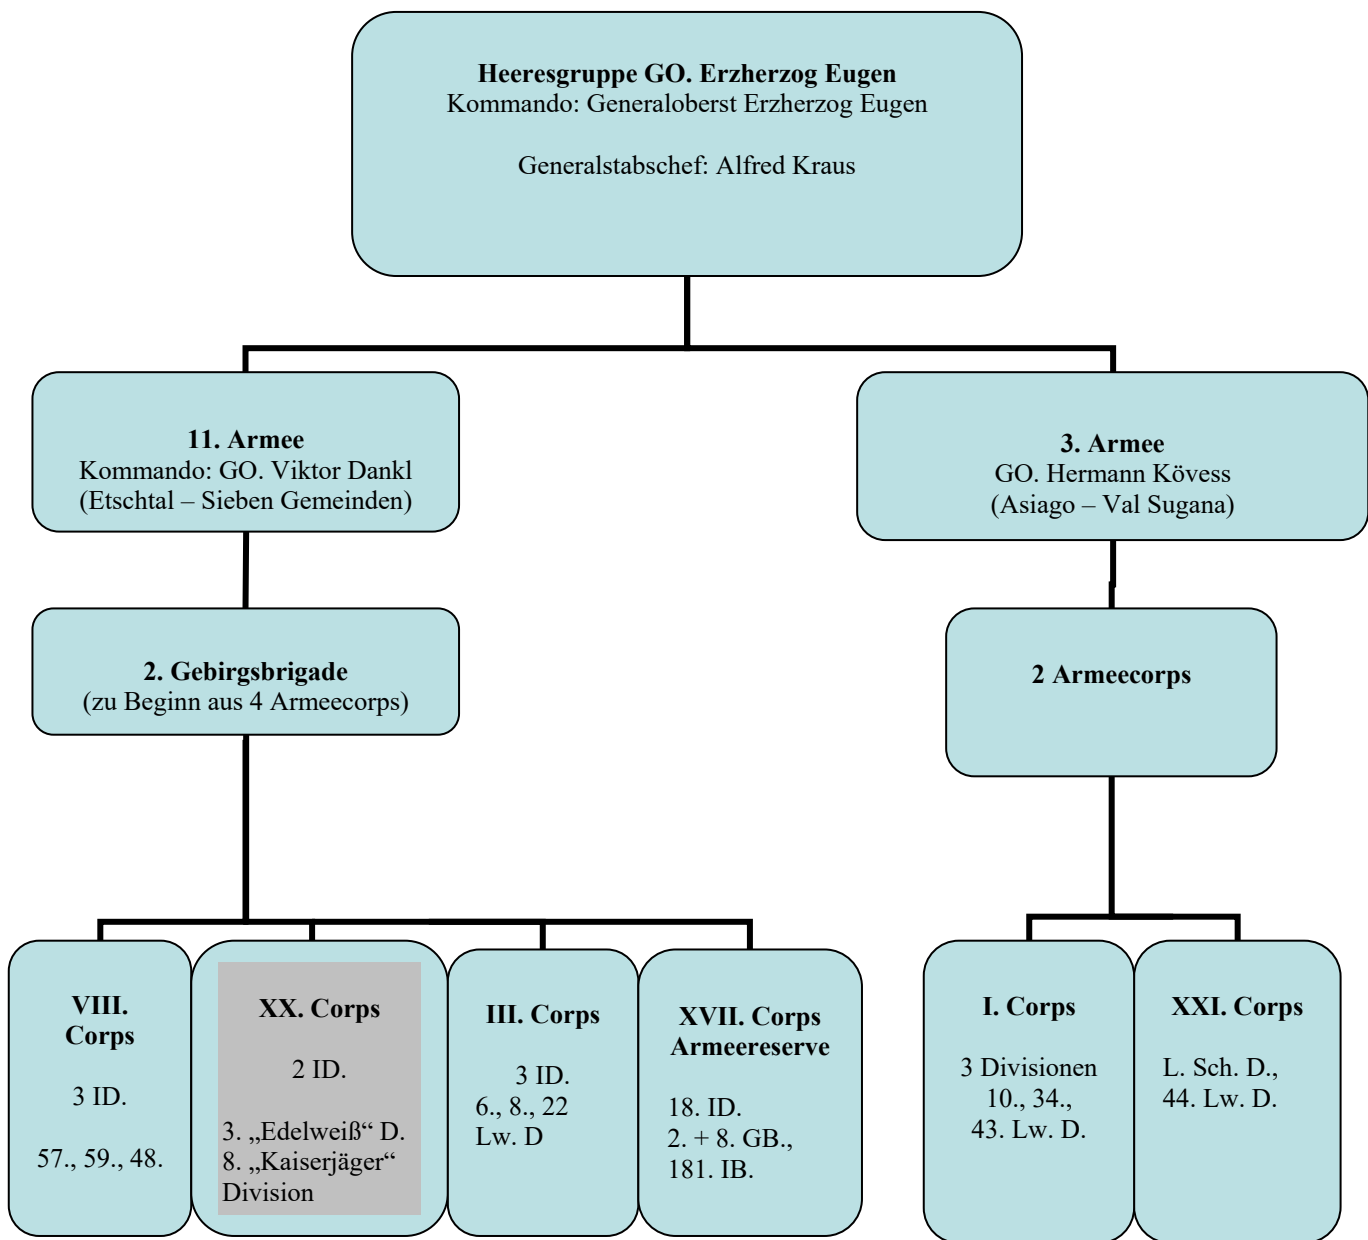 Heeresgruppe GO. Erzherzog Eugen
Kommando: Generaloberst Erzherzog Eugen
Generalstabschef: Alfred Kraus
11. Armee
Kommando: GO. Viktor Dankl
(Etschtal – Sieben Gemeinden)
3. Armee
GO. Hermann Kövess
(Asiago – Val Sugana)
2. Gebirgsbrigade
(zu Beginn aus 4 Armeecorps)
2 Armeecorps
VIII.
Corps
3 ID.
57., 59., 48.
XX. Corps
2 ID.
3. „Edelweiß“ D.
8. „Kaiserjäger“
Division
III. Corps
3 ID.
6., 8., 22
Lw. D
XVII. Corps
Armeereserve
18. ID.
2. + 8. GB.,
181. IB.
I. Corps
3 Divisionen
10., 34.,
43. Lw. D.
XXI. Corps
L. Sch. D.,
44. Lw. D.